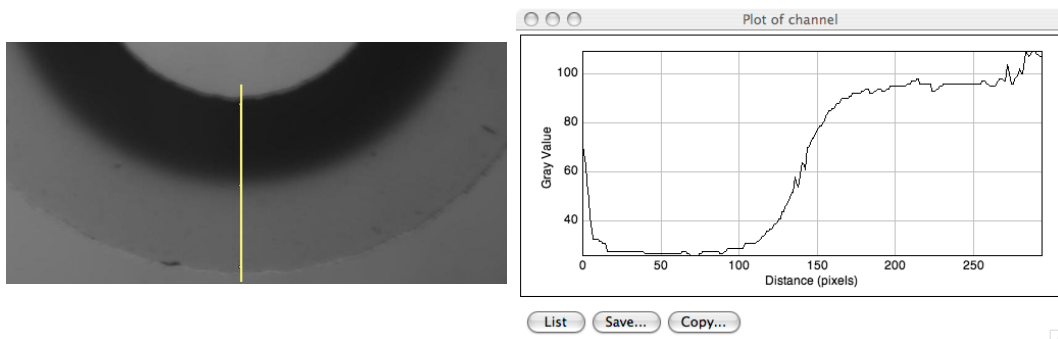 Plot of channel
Gray Value
100
80
60
40
0
50
100
150
200
250
Distance (pixels)
List
Save...
Copy...